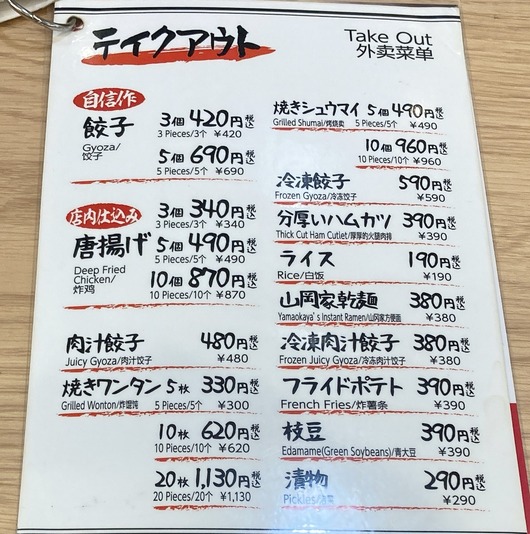 テイクアウト
Take Out
外卖菜单
自信作
餃子 3個 420円税込
Gyoza/饺子 3 Pieces/3个 ¥420
5個 690円税込
5 Pieces/5个 ¥690
店内仕込み
唐揚げ 3個 340円税込
3 Pieces/3个 ¥340
Deep Fried Chicken/炸鸡 5個 490円税込
5 Pieces/5个 ¥490
10個 870円税込
10 Pieces/10个 ¥870
肉汁餃子 480円税込
Juicy Gyoza/肉汁饺子 ¥480
焼きワンタン 5枚 330円税込
Grilled Wonton/炸馄饨 5 Pieces/5个 ¥300
10枚 620円税込
10 Pieces/10个 ¥620
20枚 1,130円税込
20 Pieces/20个 ¥1,130
焼きシュウマイ 5個 490円税込
Grilled Shumai/烤烧卖 5 Pieces/5个 ¥490
10個 960円税込
10 Pieces/10个 ¥960
冷凍餃子 590円税込
Frozen Gyoza/冷冻饺子 ¥590
分厚いハムカツ 390円税込
Thick Cut Ham Cutlet/厚厚的火腿肉排 ¥390
ライス 190円税込
Rice/白饭 ¥190
山岡家乾麺 380円税込
Yamaokaya's Instant Ramen/山冈家方便面 ¥380
冷凍肉汁餃子 380円税込
Frozen Juicy Gyoza/冷冻肉汁饺子 ¥380
フライドポテト 390円税込
French Fries/炸薯条 ¥390
枝豆 390円税込
Edamame(Green Soybeans)/青大豆 ¥390
漬物 290円税込
Pickles/ ¥290